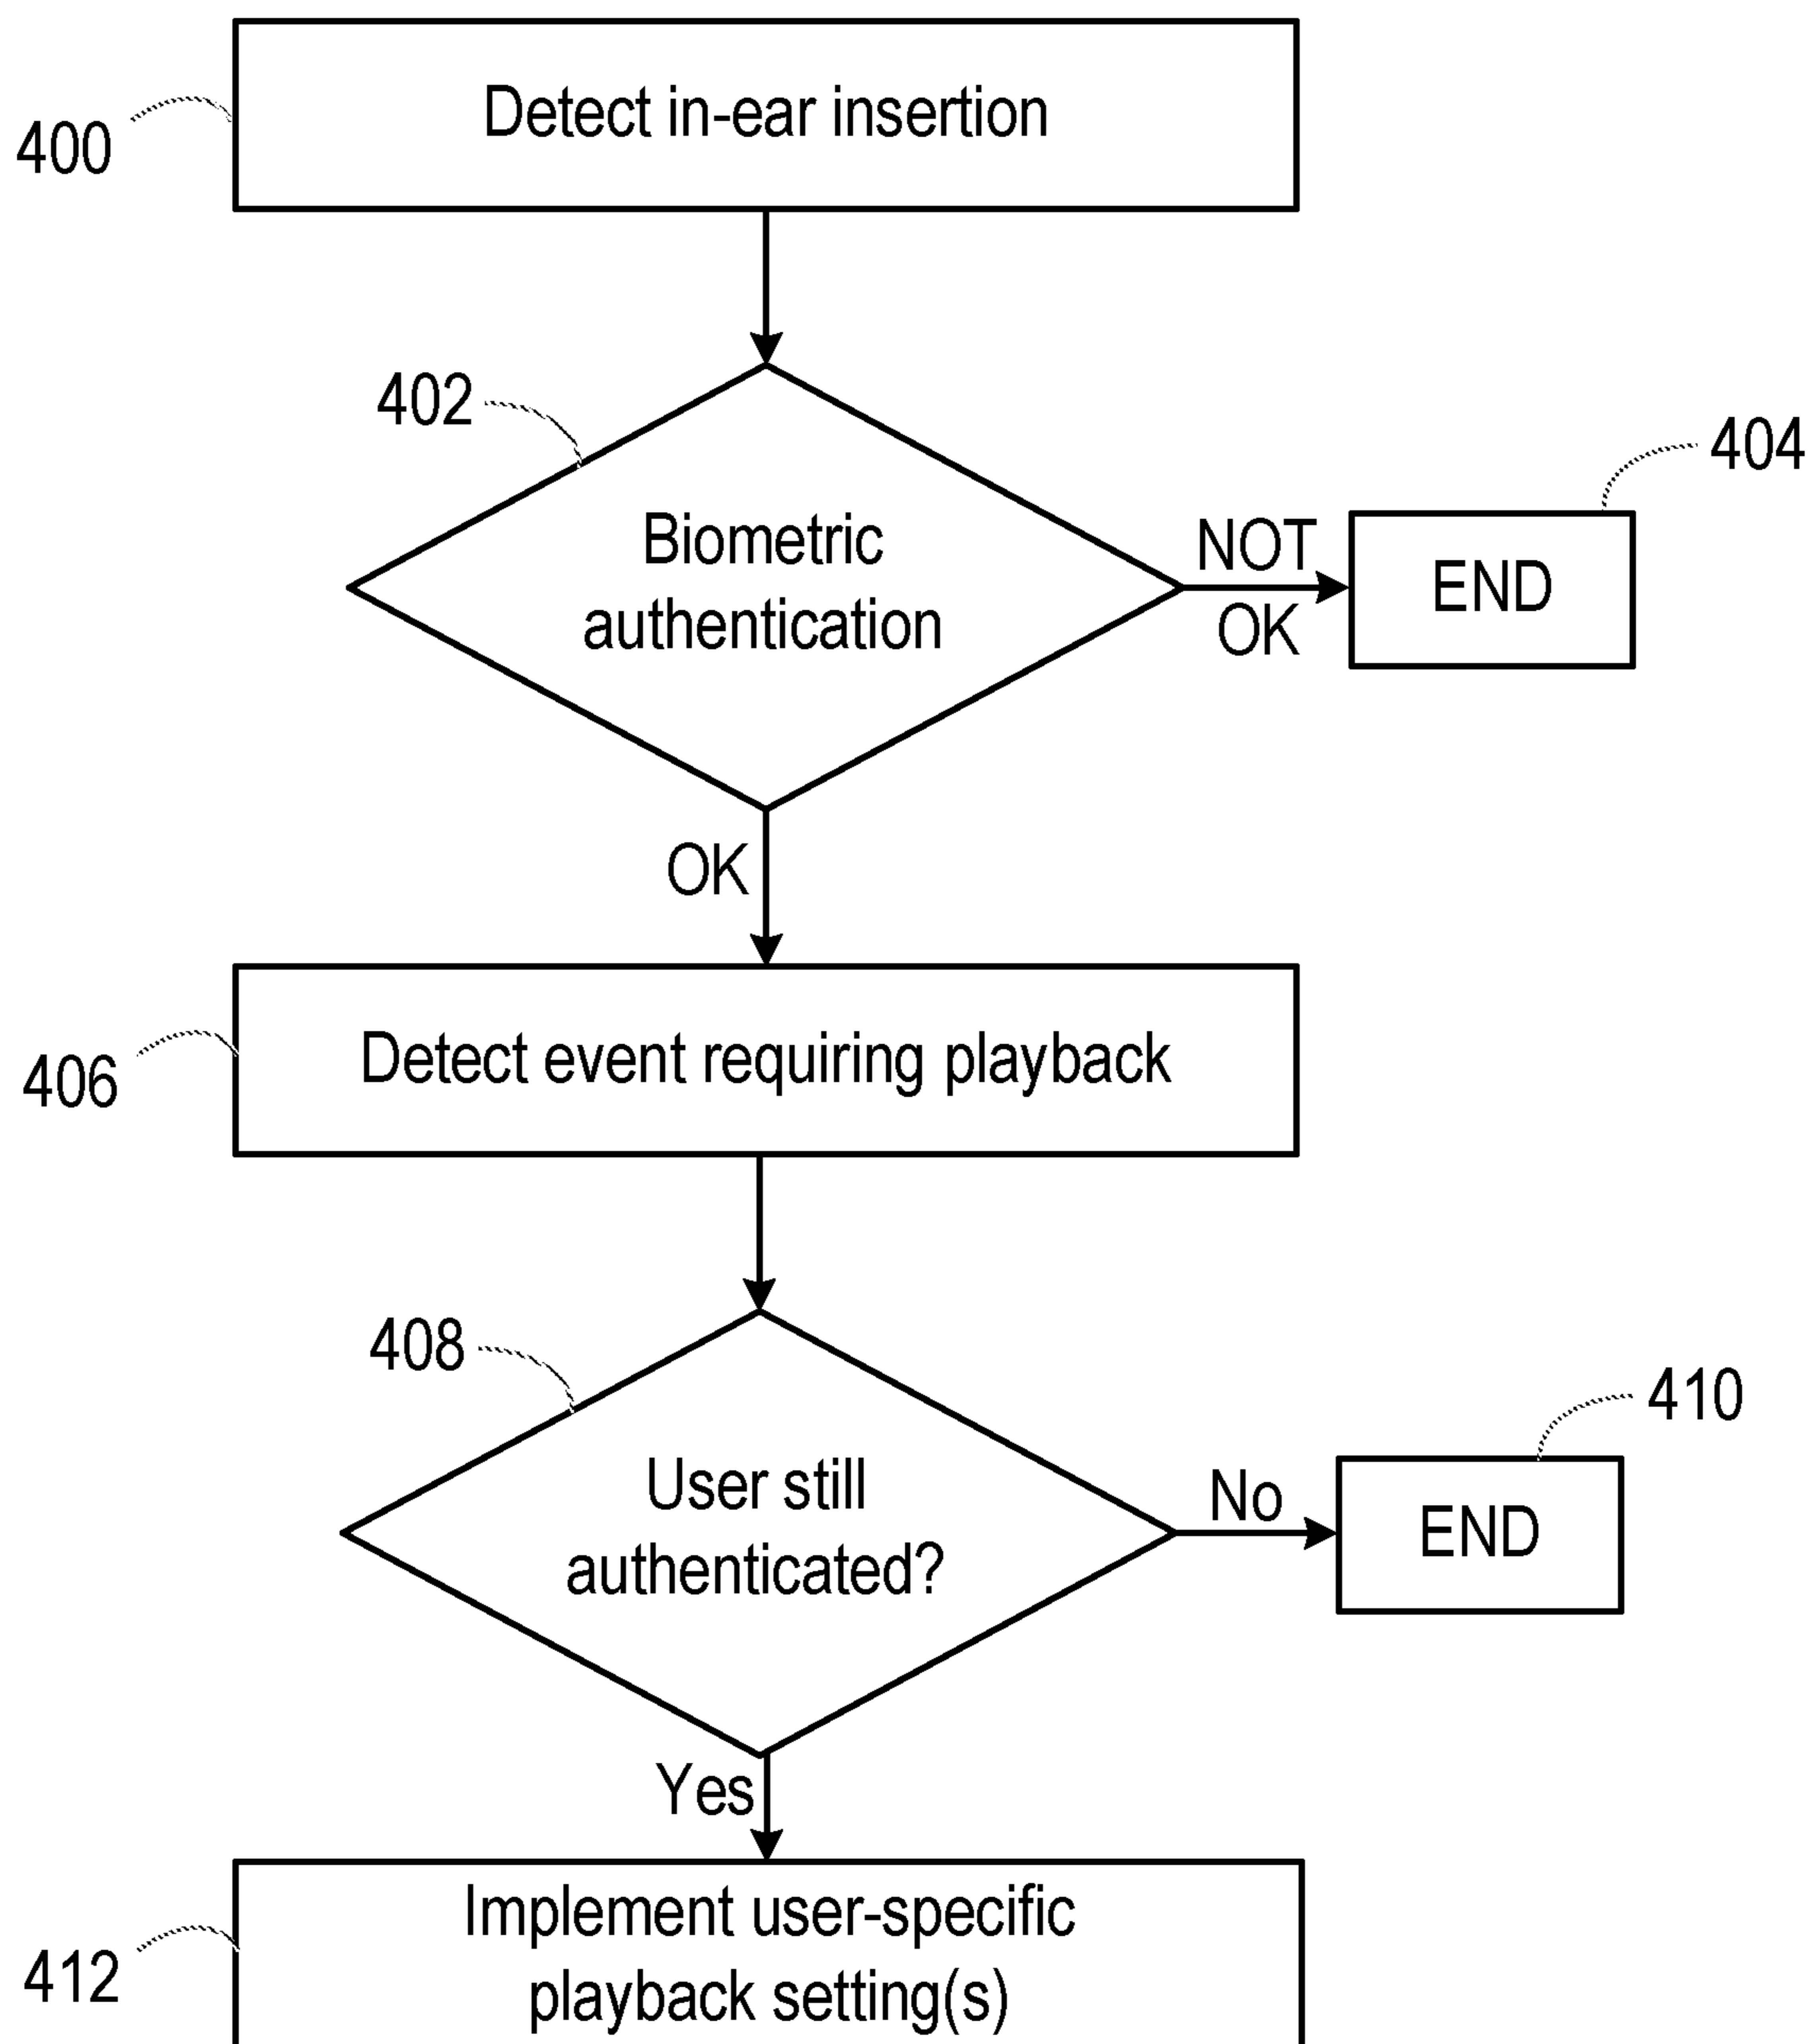 Detect in-ear insertion
400
402
Biometric
authentication
NOT
OK
404
END
OK
406
Detect event requiring playback
408
User still
authenticated?
No
410
END
Yes
412
Implement user-specific
playback setting(s)